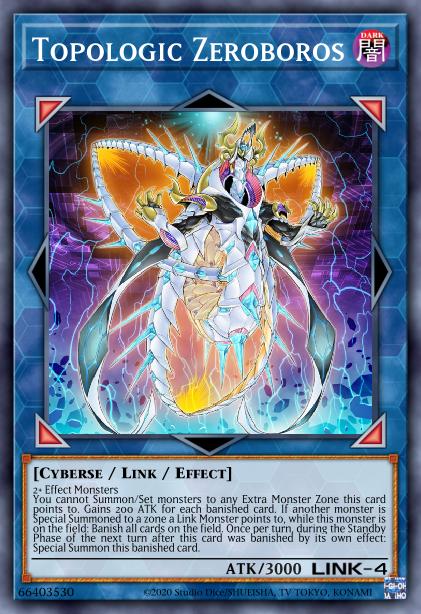 Topologic Zeroboros
DARK
闇
[Cyberse / Link / Effect]
2+ Effect Monsters
You cannot Summon/Set monsters to any Extra Monster Zone this card
points to. Gains 200 ATK for each banished card. If another monster is
Special Summoned to a zone a Link Monster points to, while this monster is
on the field: Banish all cards on the field. Once per turn, during the Standby
Phase of the next turn after this card was banished by its own effect:
Special Summon this banished card.
ATK/3000 LINK-4
66403530 ©2020 Studio Dice/SHUEISHA, TV TOKYO, KONAMI